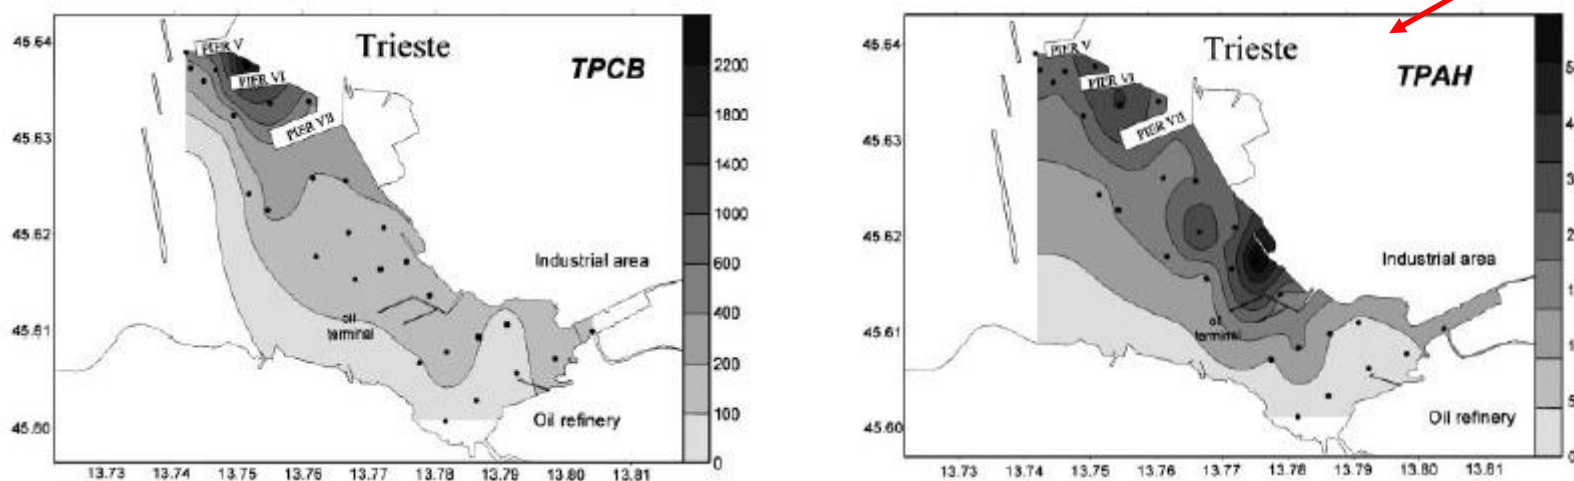 Trieste
TPCB
PIER V
PIER VI
PIER VII
Industrial area
oil
terminal
Oil refinery
45.64
45.63
45.62
45.61
45.60
13.73 13.74 13.75 13.76 13.77 13.78 13.79 13.80 13.81
2200
1800
1400
1000
600
400
200
100
0
Trieste
TPAH
PIER V
PIER VI
PIER VII
Industrial area
oil
terminal
Oil refinery
45.64
45.63
45.62
45.61
45.60
13.73 13.74 13.75 13.76 13.77 13.78 13.79 13.80 13.81